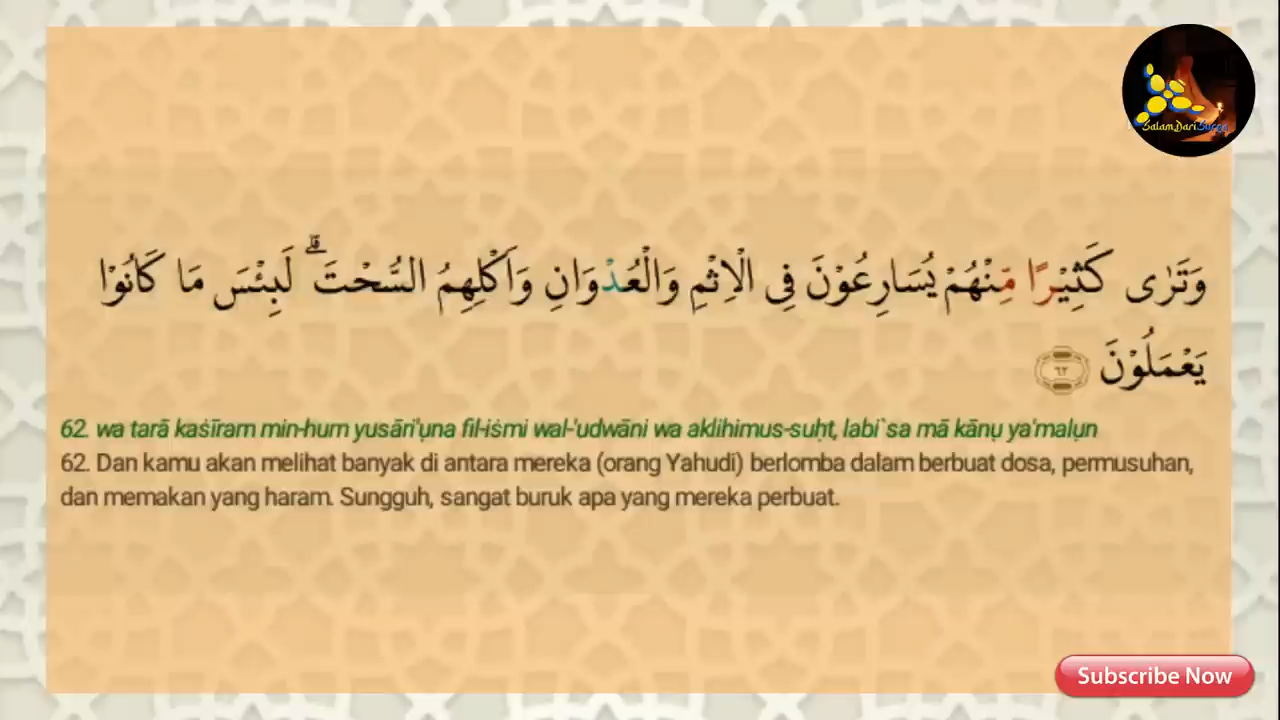 SalamDariSurga
وَتَرٰى كَثِيْرًا مِّنْهُمْ يُسَارِعُوْنَ فِى الْاِثْمِ وَالْعُدْوَانِ وَاَكْلِهِمُ السُّحْتَۗ لَبِئْسَ مَا كَانُوْا
يَعْمَلُوْنَ ٦٢
62. wa tarā kaṡīram min-hum yusāri'ụna fil-iṡmi wal-'udwāni wa aklihimus-suḥt, labi`sa mā kānụ ya'malụn
62. Dan kamu akan melihat banyak di antara mereka (orang Yahudi) berlomba dalam berbuat dosa, permusuhan,
dan memakan yang haram. Sungguh, sangat buruk apa yang mereka perbuat.
Subscribe Now